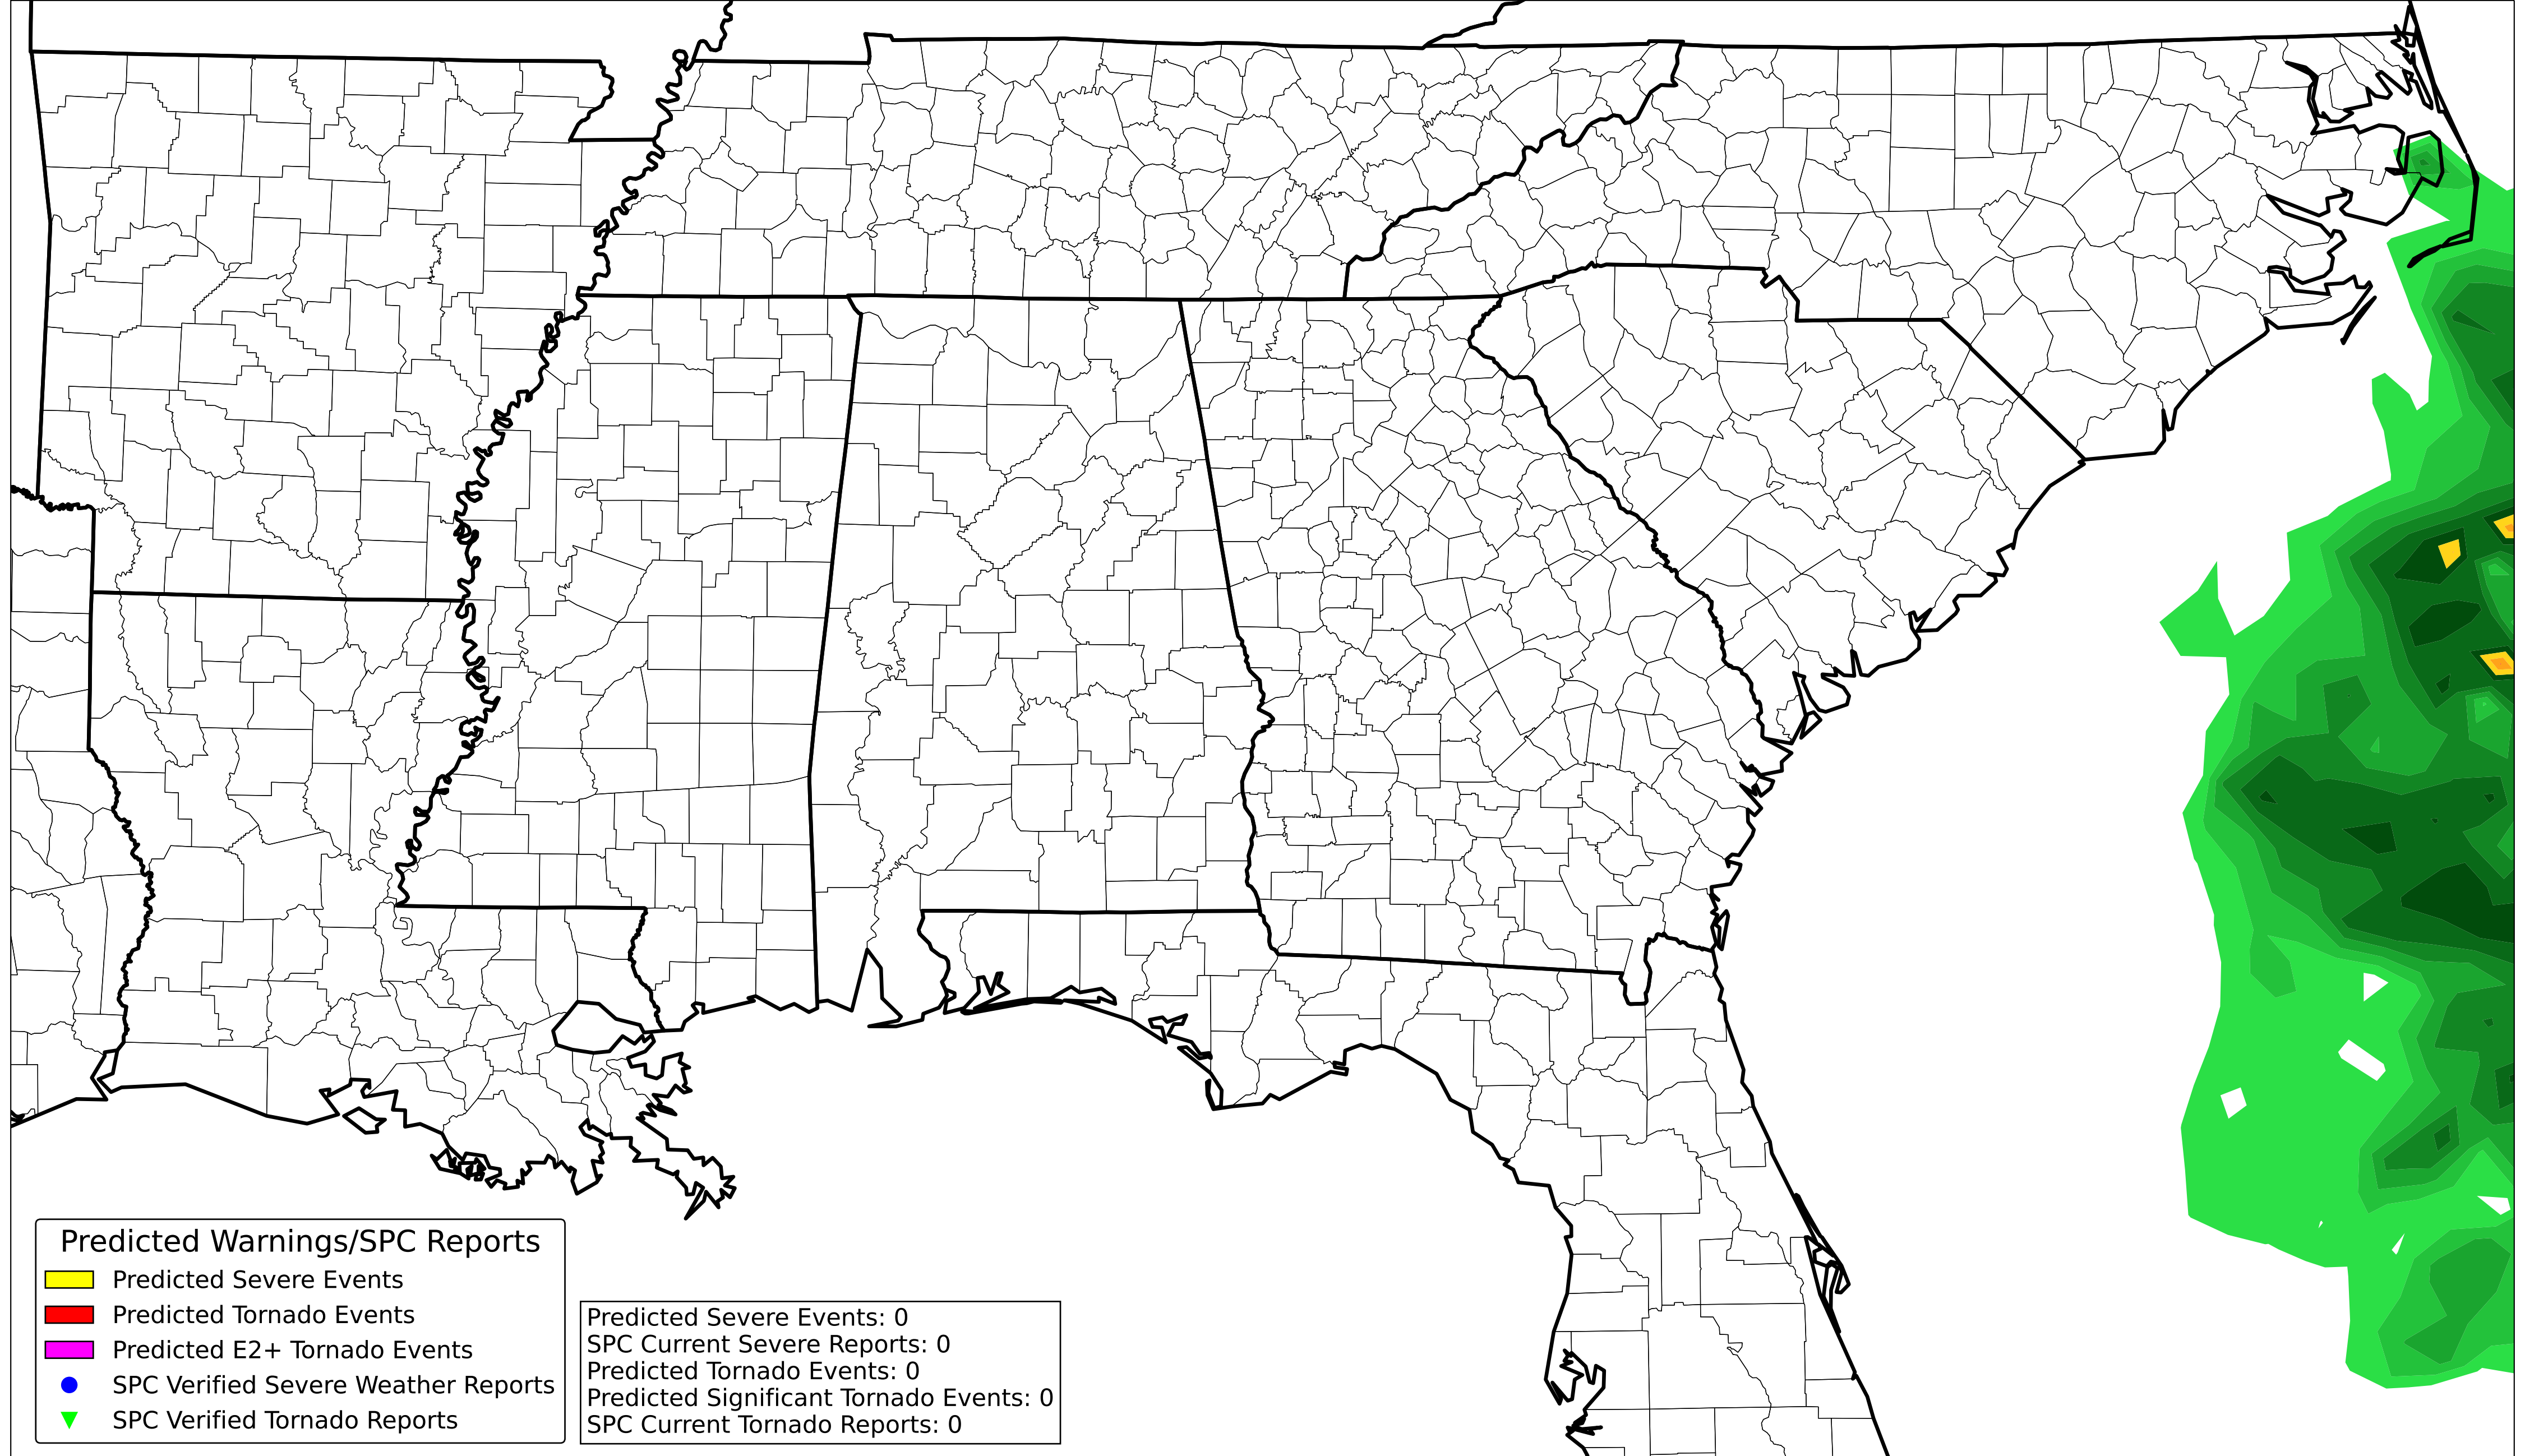 Predicted Warnings/SPC Reports
Predicted Severe Events
Predicted Tornado Events
Predicted E2+ Tornado Events
SPC Verified Severe Weather Reports
SPC Verified Tornado Reports
Predicted Severe Events: 0
SPC Current Severe Reports: 0
Predicted Tornado Events: 0
Predicted Significant Tornado Events: 0
SPC Current Tornado Reports: 0